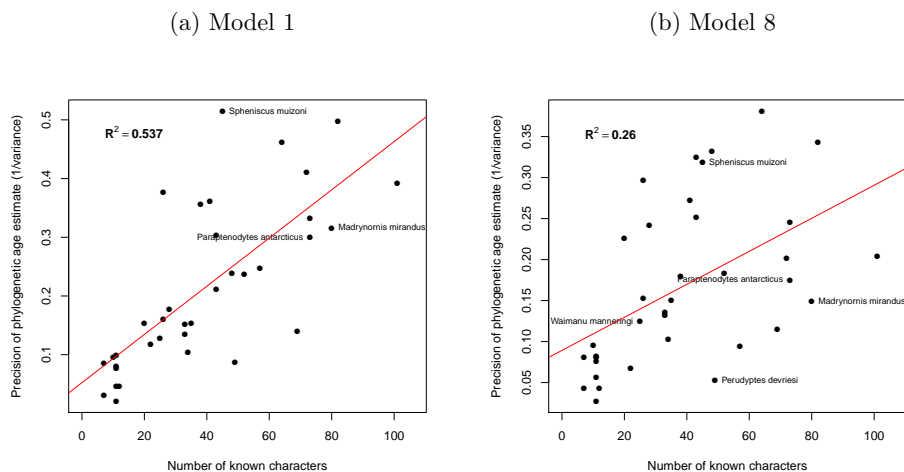 (a) Model 1
(b) Model 8
Precision of phylogenetic age estimate (1/variance)
0.5
0.4
0.3
0.2
0.1
R² = 0.537
Spheniscus muizoni
Madrynornis mirandus
Paraptenodytes antarcticus
0 20 40 60 80 100
Number of known characters
Precision of phylogenetic age estimate (1/variance)
0.35
0.30
0.25
0.20
0.15
0.10
0.05
R² = 0.26
Spheniscus muizoni
Paraptenodytes antarcticus
Madrynornis mirandus
Waimanu manneringi
Perudyptes devriesi
0 20 40 60 80 100
Number of known characters